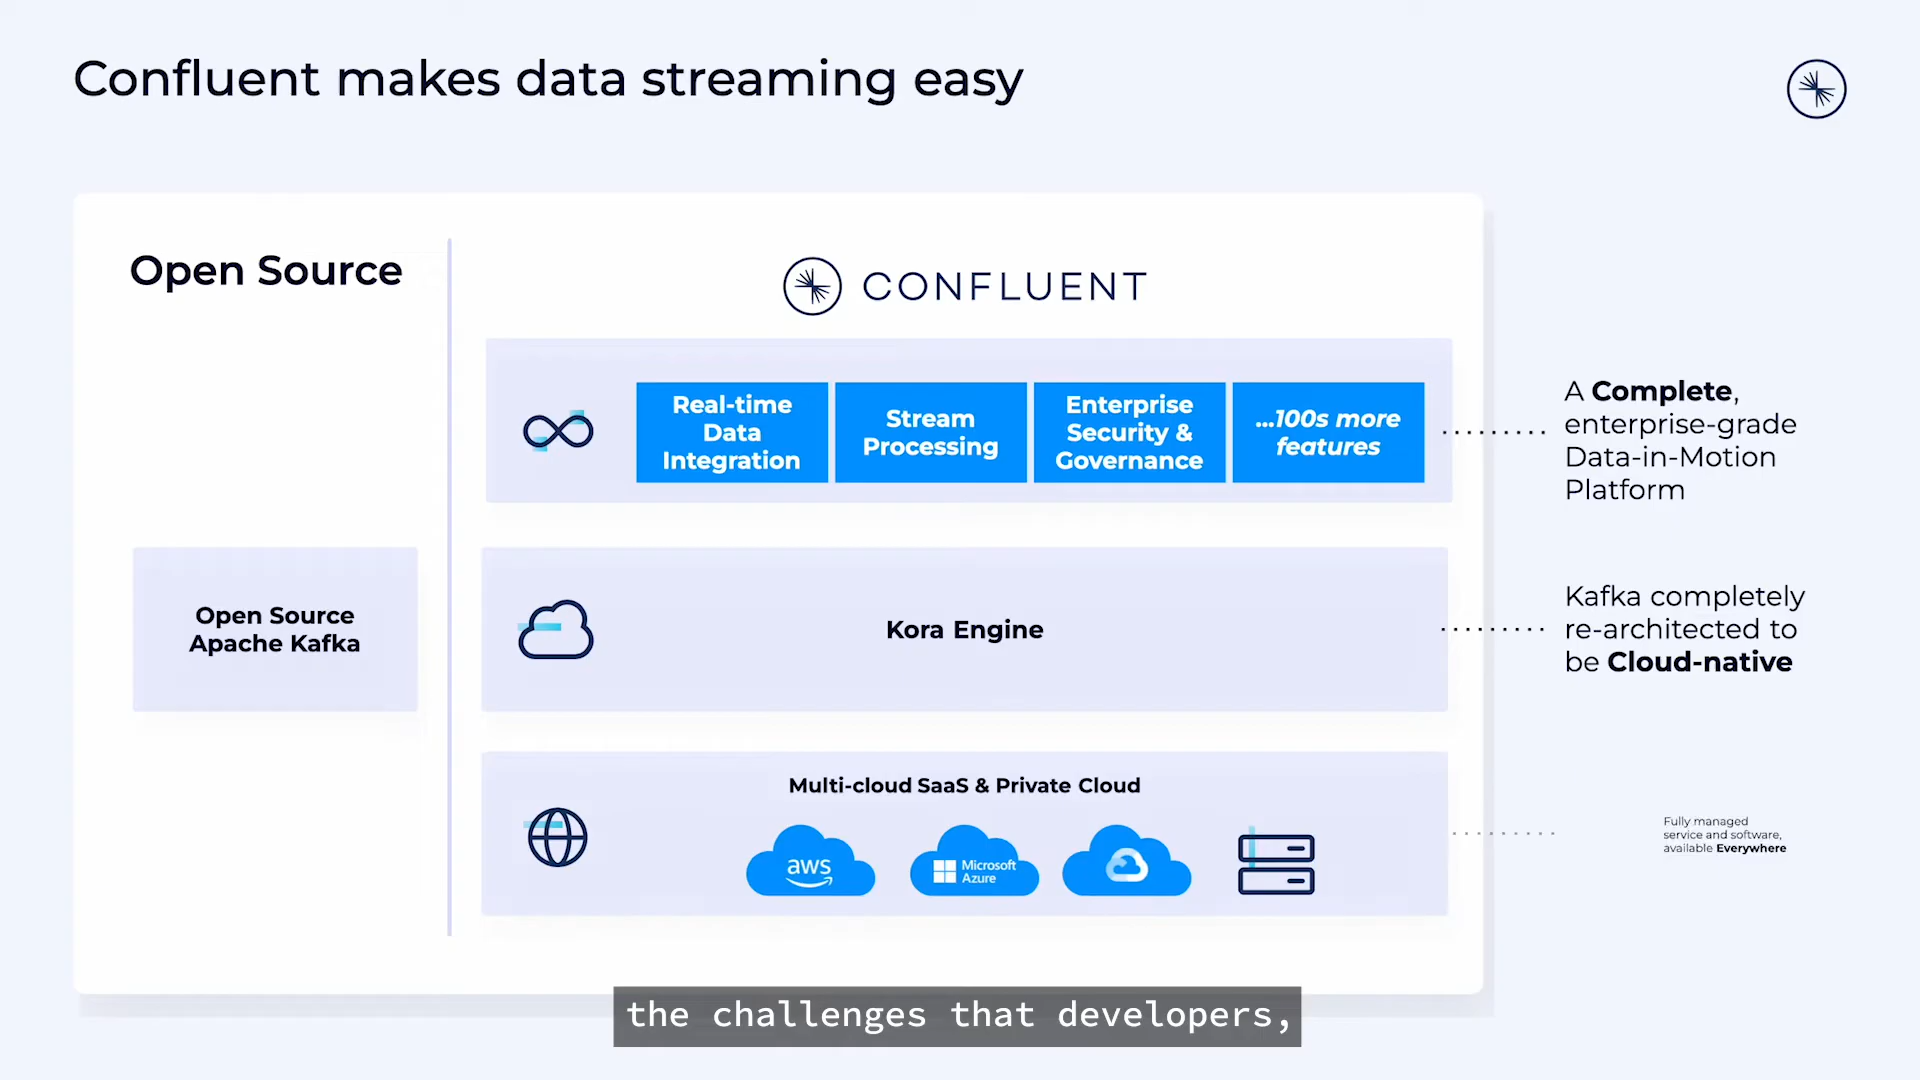 Confluent makes data streaming easy
Open Source
CONFLUENT
Real-time
Data
Integration
Stream
Processing
Enterprise
Security &
Governance
...100s more
features
A Complete,
enterprise-grade
Data-in-Motion
Platform
Open Source
Apache Kafka
Kora Engine
Kafka completely
re-architected to
be Cloud-native
Multi-cloud SaaS & Private Cloud
aws
Microsoft
Azure
Fully managed
service and software,
available Everywhere
the challenges that developers,